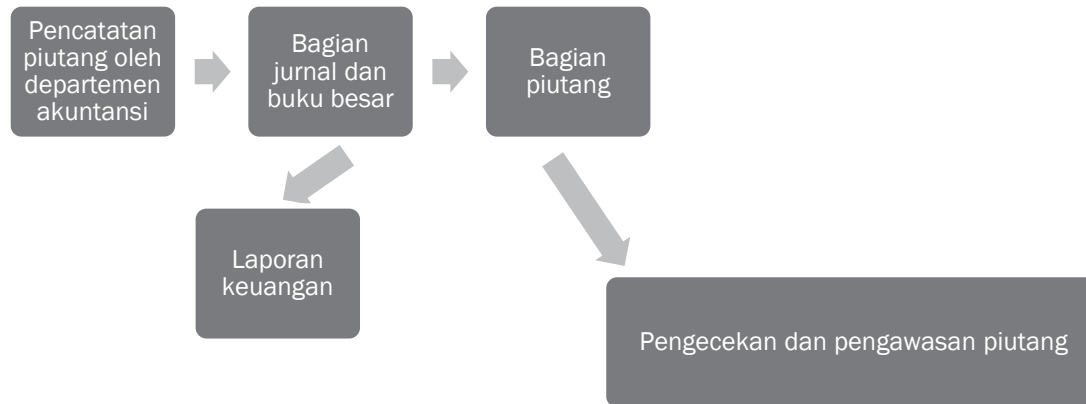 Pencatatan
piutang oleh
departemen
akuntansi
Bagian
jurnal dan
buku besar
Bagian
piutang
Laporan
keuangan
Pengecekan dan pengawasan piutang